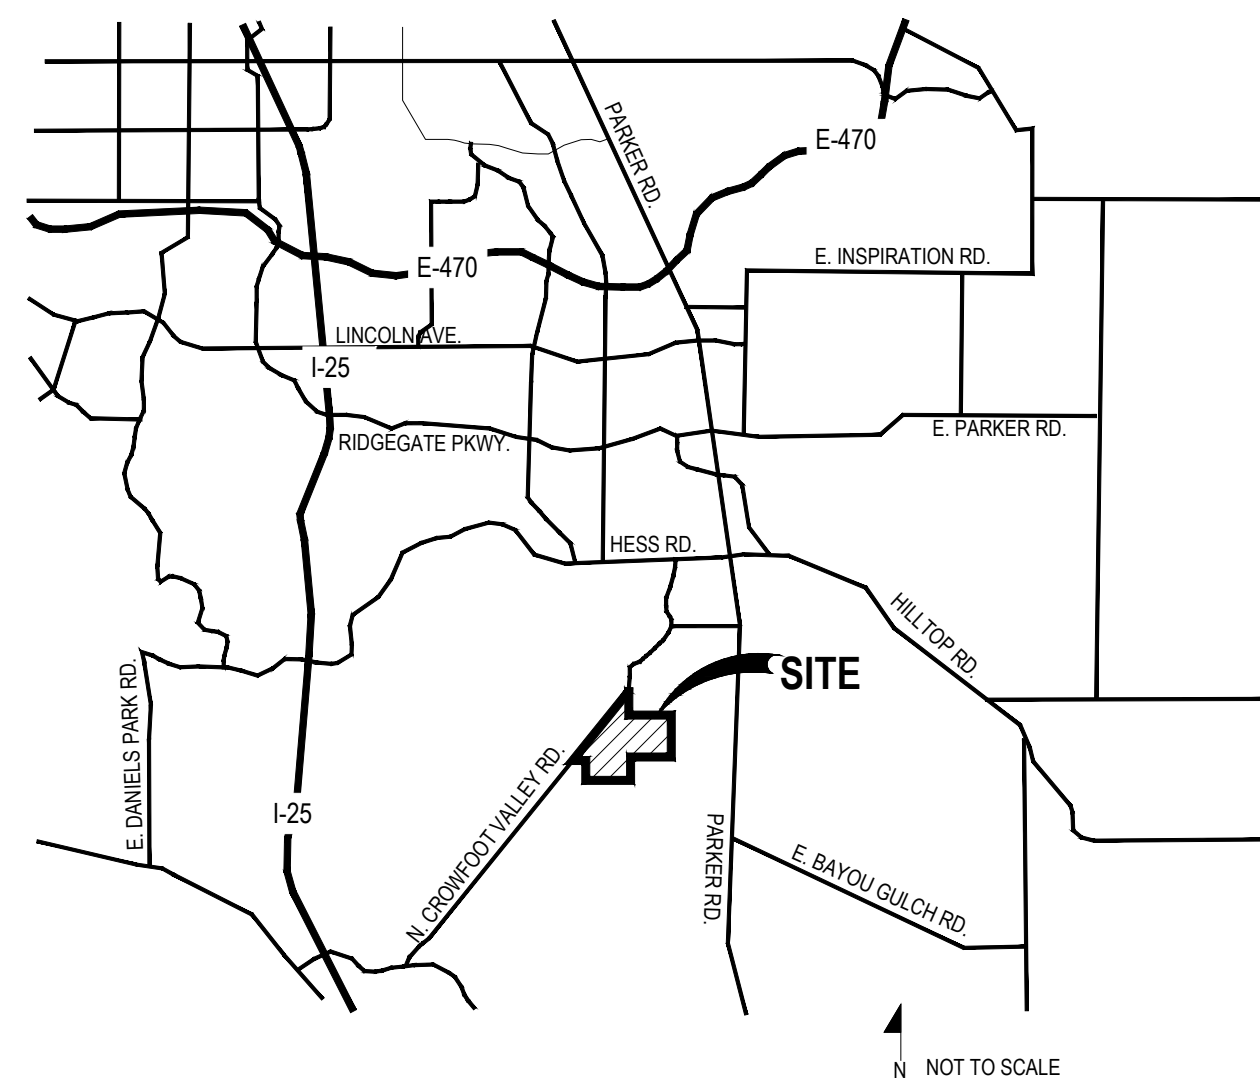 PARKER RD.
E-470
E. INSPIRATION RD.
E-470
LINCOLN AVE.
I-25
E. PARKER RD.
RIDGEGATE PKWY.
HESS RD.
HILLTOP RD.
SITE
E. DANIELS PARK RD.
N. CROWFOOT VALLEY RD.
I-25
PARKER RD.
E. BAYOU GULCH RD.
N
NOT TO SCALE